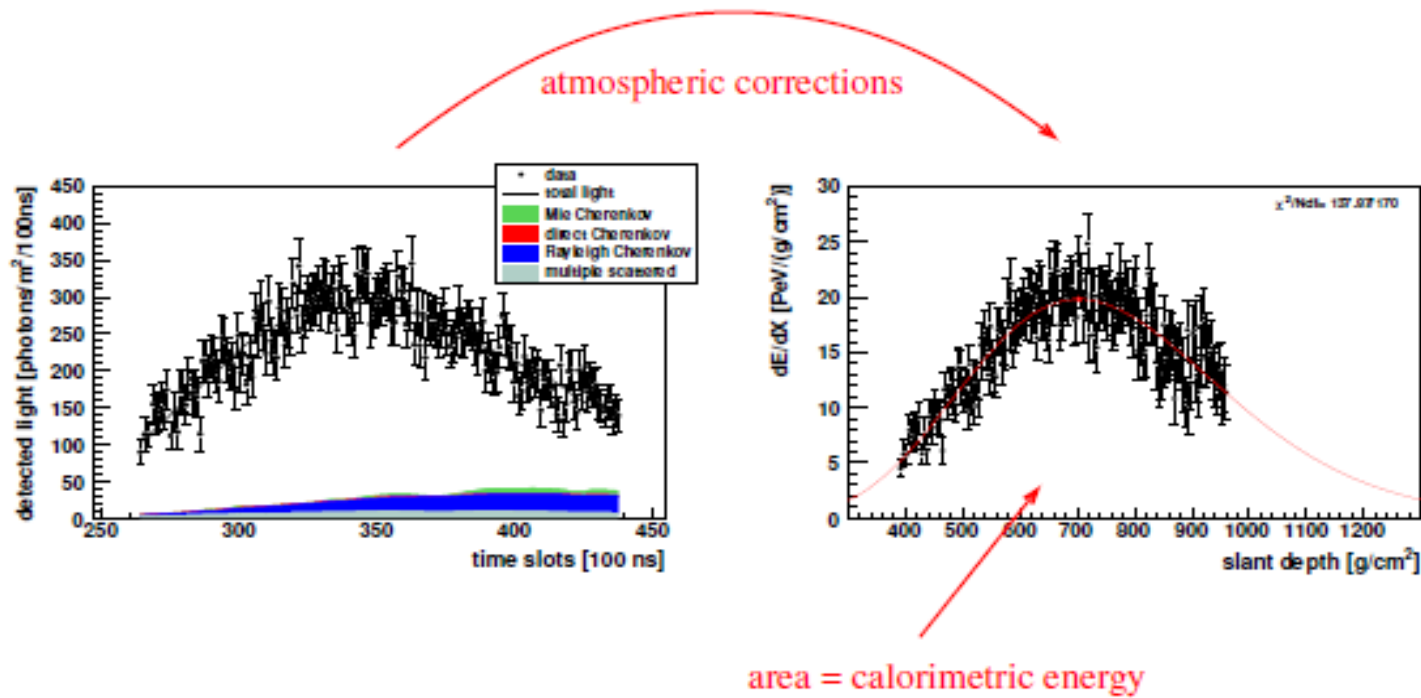 atmospheric corrections
data
total light
Mie Cherenkov
direct Cherenkov
Rayleigh Cherenkov
multiple scattered
detected light [photons/m²/100ns]
450
400
350
300
250
200
150
100
50
0
250
300
350
400
450
time slots [100 ns]
dE/dX [PeV/(g/cm²)]
30
25
20
15
10
5
0
χ²/Ndf=
400
500
600
700
800
900
1000
1100
1200
slant depth [g/cm²]
area = calorimetric energy